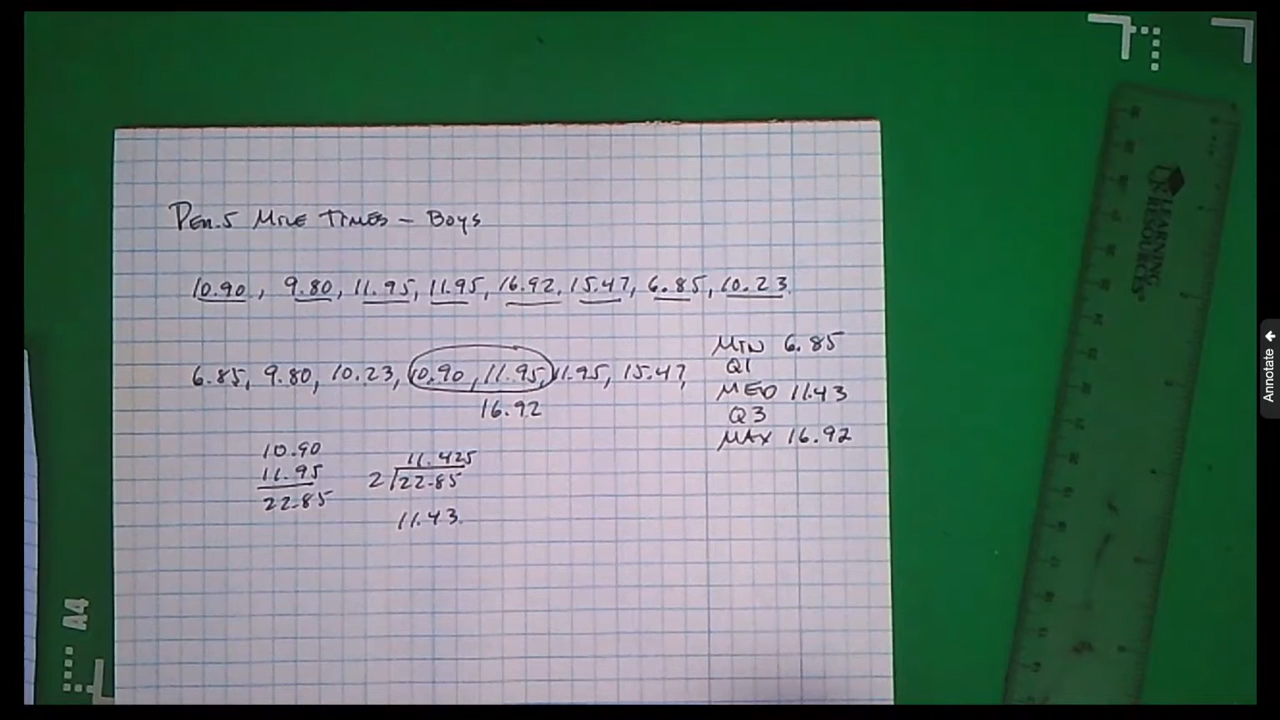 Per. 5 Mile Times - Boys
10.90, 9.80, 11.95, 11.95, 16.92, 15.47, 6.85, 10.23
6.85, 9.80, 10.23, 10.90, 11.95, 11.95, 15.47,
16.92
MIN 6.85
Q1
MED 11.43
Q3
MAX 16.92
10.90
11.95
22.85
11.425
2 22.85
11.43
A4
LEARNING
RESOURCES
Annotate